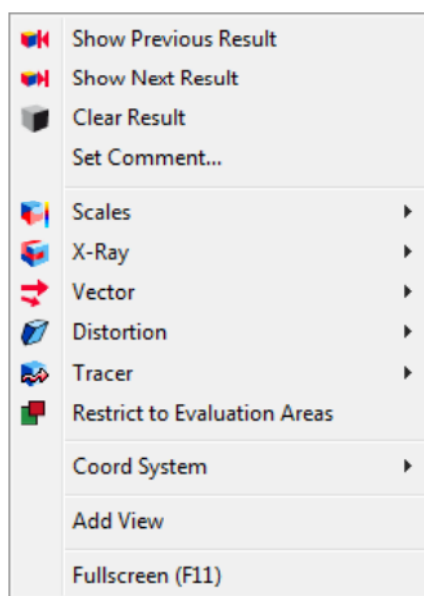 Show Previous Result
Show Next Result
Clear Result
Set Comment...
Scales
X-Ray
Vector
Distortion
Tracer
Restrict to Evaluation Areas
Coord System
Add View
Fullscreen (F11)